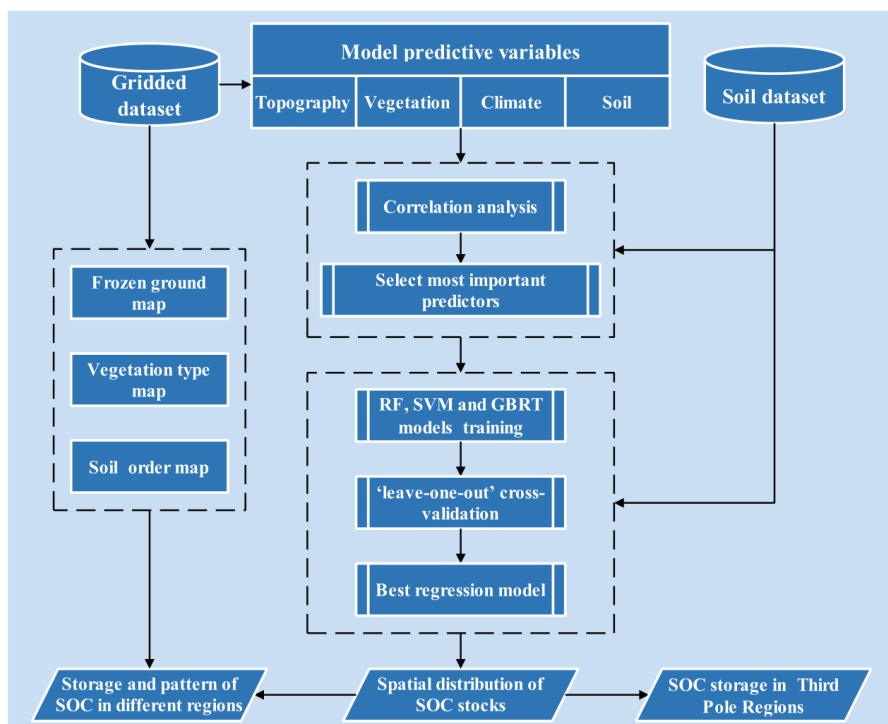 Gridded
dataset
Model predictive variables
Topography
Vegetation
Climate
Soil
Soil dataset
Correlation analysis
Select most important
predictors
Frozen ground
map
Vegetation type
map
Soil order map
RF, SVM and GBRT
models training
‘leave-one-out’ cross-
validation
Best regression model
Storage and pattern of
SOC in different regions
Spatial distribution of
SOC stocks
SOC storage in Third
Pole Regions